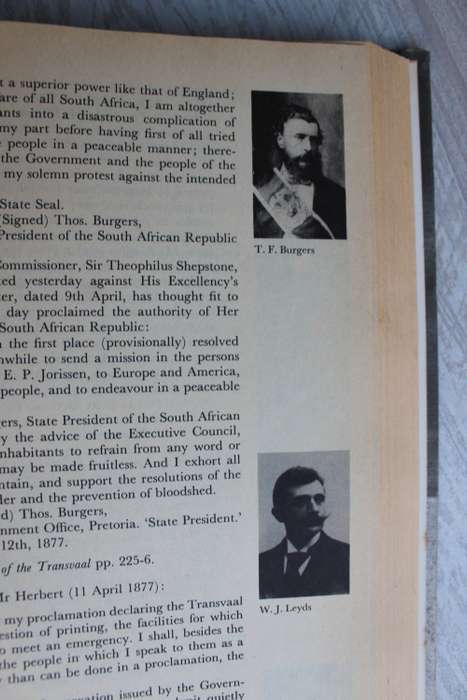 t a superior power like that of England;
are of all South Africa, I am altogether
ants into a disastrous complication of
my part before having first of all tried
people in a peaceable manner; there-
the Government and the people of the
my solemn protest against the intended
State Seal.
(Signed) Thos. Burgers,
President of the South African Republic
T. F. Burgers
Commissioner, Sir Theophilus Shepstone,
ed yesterday against His Excellency's
er, dated 9th April, has thought fit to
day proclaimed the authority of Her
South African Republic:
n the first place (provisionally) resolved
nwhile to send a mission in the persons
E. P. Jorissen, to Europe and America,
people, and to endeavour in a peaceable
ers, State President of the South African
y the advice of the Executive Council,
nhabitants to refrain from any word or
may be made fruitless. And I exhort all
ntain, and support the resolutions of the
der and the prevention of bloodshed.
d) Thos. Burgers,
nment Office, Pretoria. 'State President.'
12th, 1877.
of the Transvaal pp. 225-6.
Mr Herbert (11 April 1877):
W. J. Leyds
my proclamation declaring the Transvaal
estion of printing, the facilities for which
o meet an emergency. I shall, besides the
the people in which I speak to them as a
than can be done in a proclamation, the
issued by the Govern-
quietly